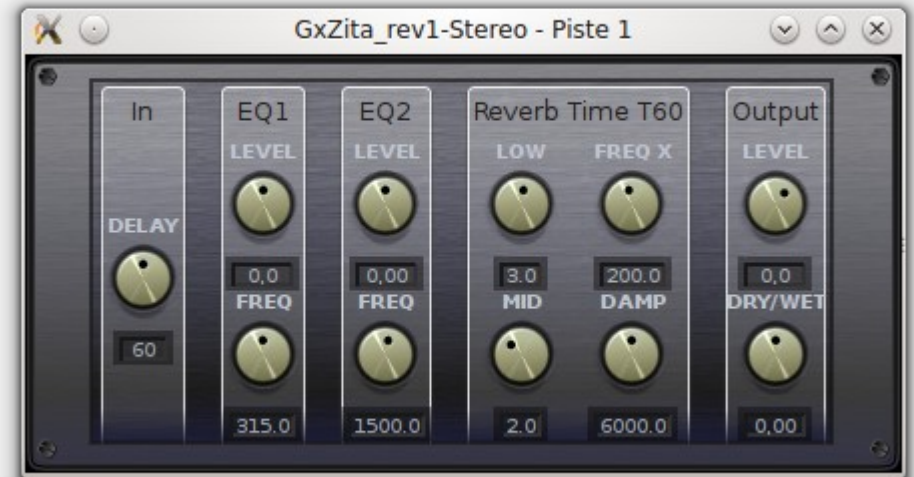 GxZita_rev1-Stereo - Piste 1
In
DELAY
60
EQ1
LEVEL
0,0
FREQ
315.0
EQ2
LEVEL
0,00
FREQ
1500.0
Reverb Time T60
LOW
3.0
MID
2.0
FREQ X
200.0
DAMP
6000.0
Output
LEVEL
0,0
DRY/WET
0,00